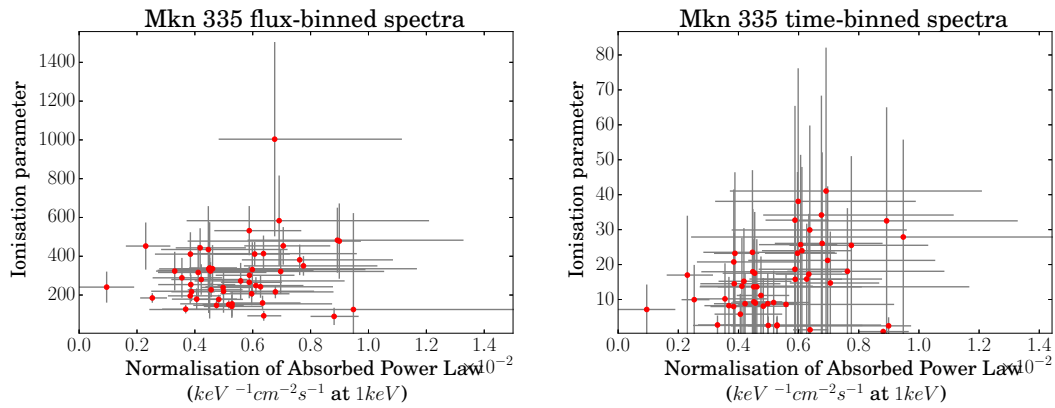 Mkn 335 flux-binned spectra
Ionisation parameter
1400
1200
1000
800
600
400
200
0.0 0.2 0.4 0.6 0.8 1.0 1.2 1.4
×10⁻²
Normalisation of Absorbed Power Law
(keV ⁻¹cm⁻²s⁻¹ at 1keV)
Mkn 335 time-binned spectra
Ionisation parameter
80
70
60
50
40
30
20
10
0
0.0 0.2 0.4 0.6 0.8 1.0 1.2 1.4
×10⁻²
Normalisation of Absorbed Power Law
(keV ⁻¹cm⁻²s⁻¹ at 1keV)